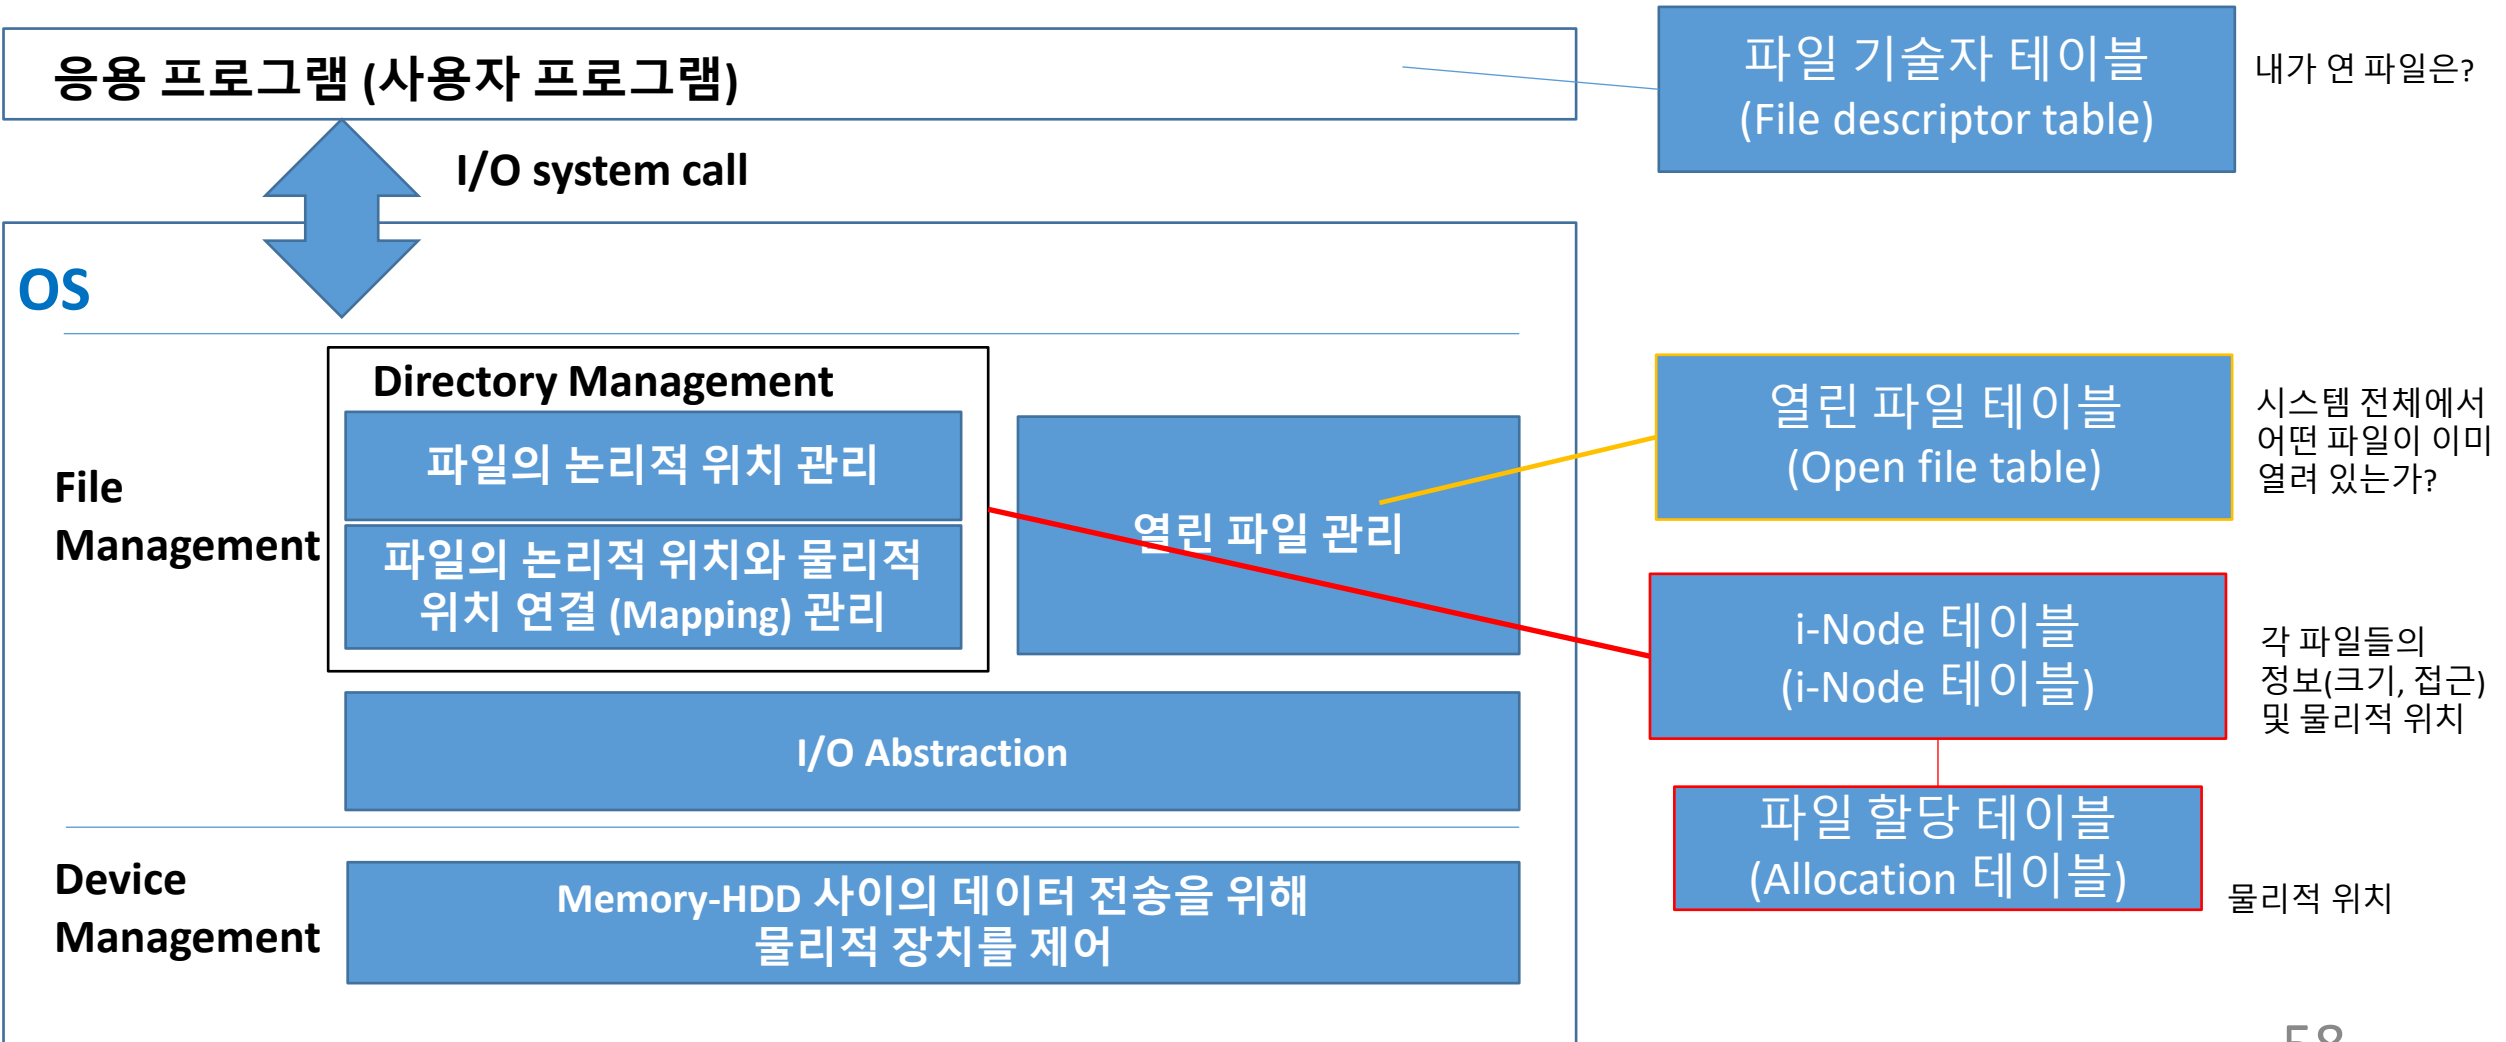 응용 프로그램 (사용자 프로그램)
파일 기술자 테이블
(File descriptor table)
내가 연 파일은?
I/O system call
OS
Directory Management
파일의 논리적 위치 관리
파일의 논리적 위치와 물리적
위치 연결 (Mapping) 관리
File
Management
열린 파일 관리
열린 파일 테이블
(Open file table)
시스템 전체에서
어떤 파일이 이미
열려 있는가?
i-Node 테이블
(i-Node 테이블)
각 파일들의
정보(크기, 접근)
및 물리적 위치
I/O Abstraction
파일 할당 테이블
(Allocation 테이블)
물리적 위치
Device
Management
Memory-HDD 사이의 데이터 전송을 위해
물리적 장치를 제어